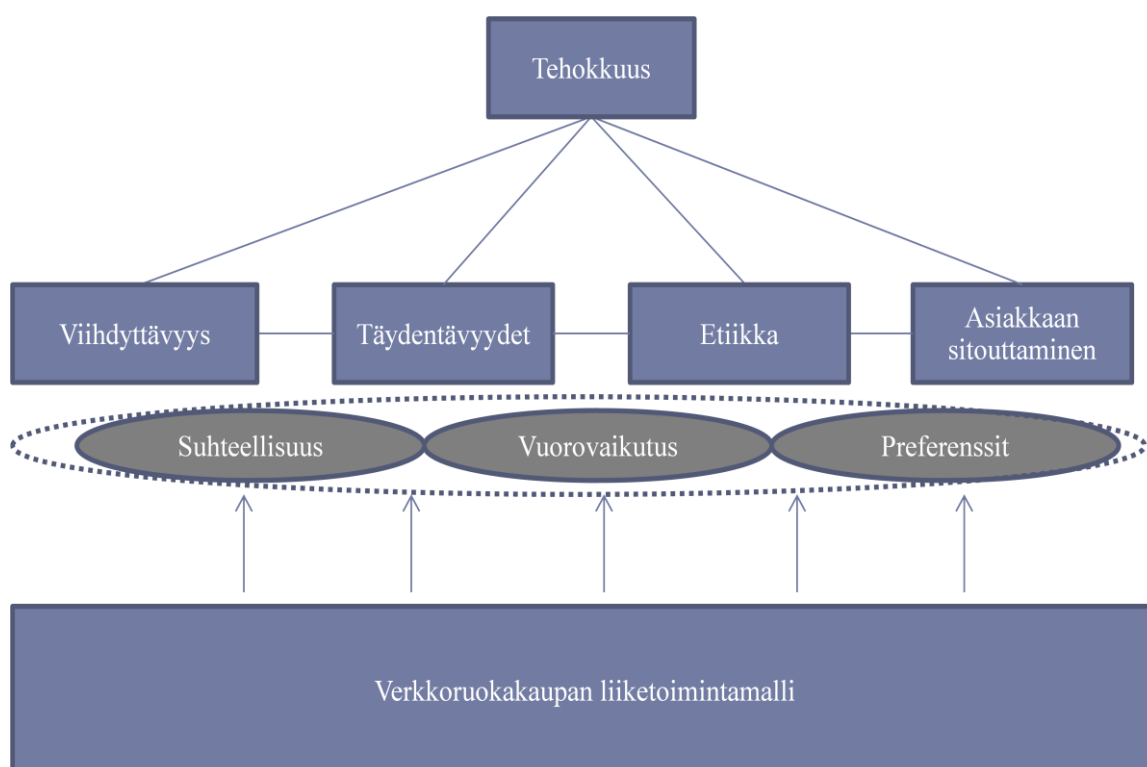 Tehokkuus
Viihdyttävyys
Täydentävyydet
Etiikka
Asiakkaan
sitouttaminen
Suhteellisuus
Vuorovaikutus
Preferenssit
Verkkoruokakaupan liiketoimintamalli